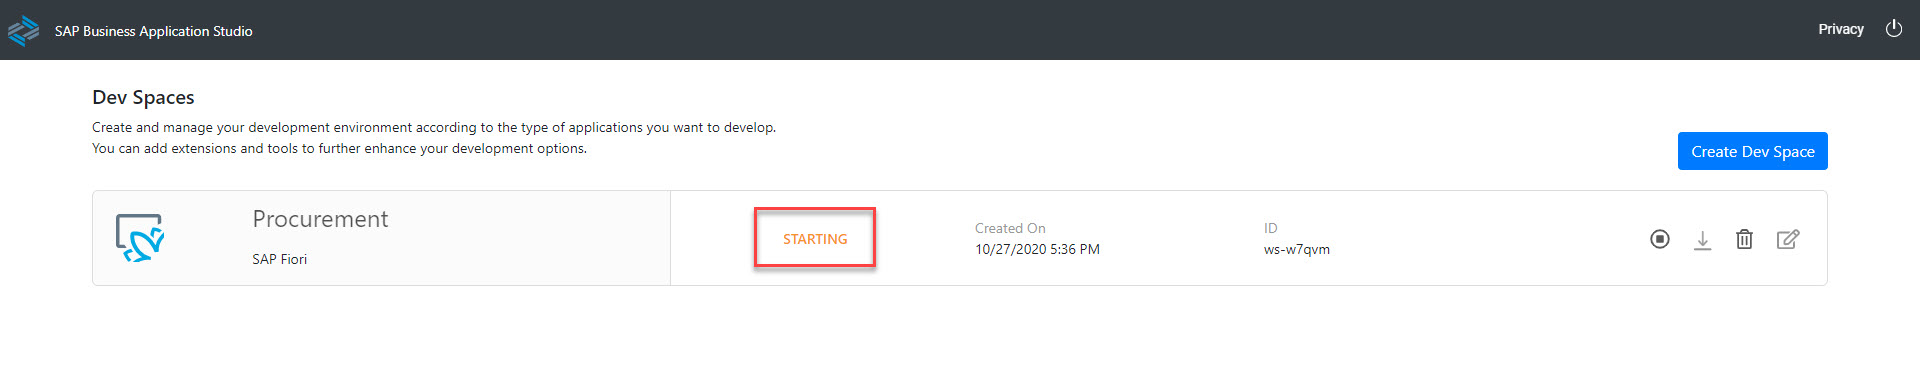 SAP Business Application Studio
Privacy
Dev Spaces
Create and manage your development environment according to the type of applications you want to develop.
You can add extensions and tools to further enhance your development options.
Create Dev Space
Procurement
SAP Fiori
STARTING
Created On
10/27/2020 5:36 PM
ID
ws-w7qvm